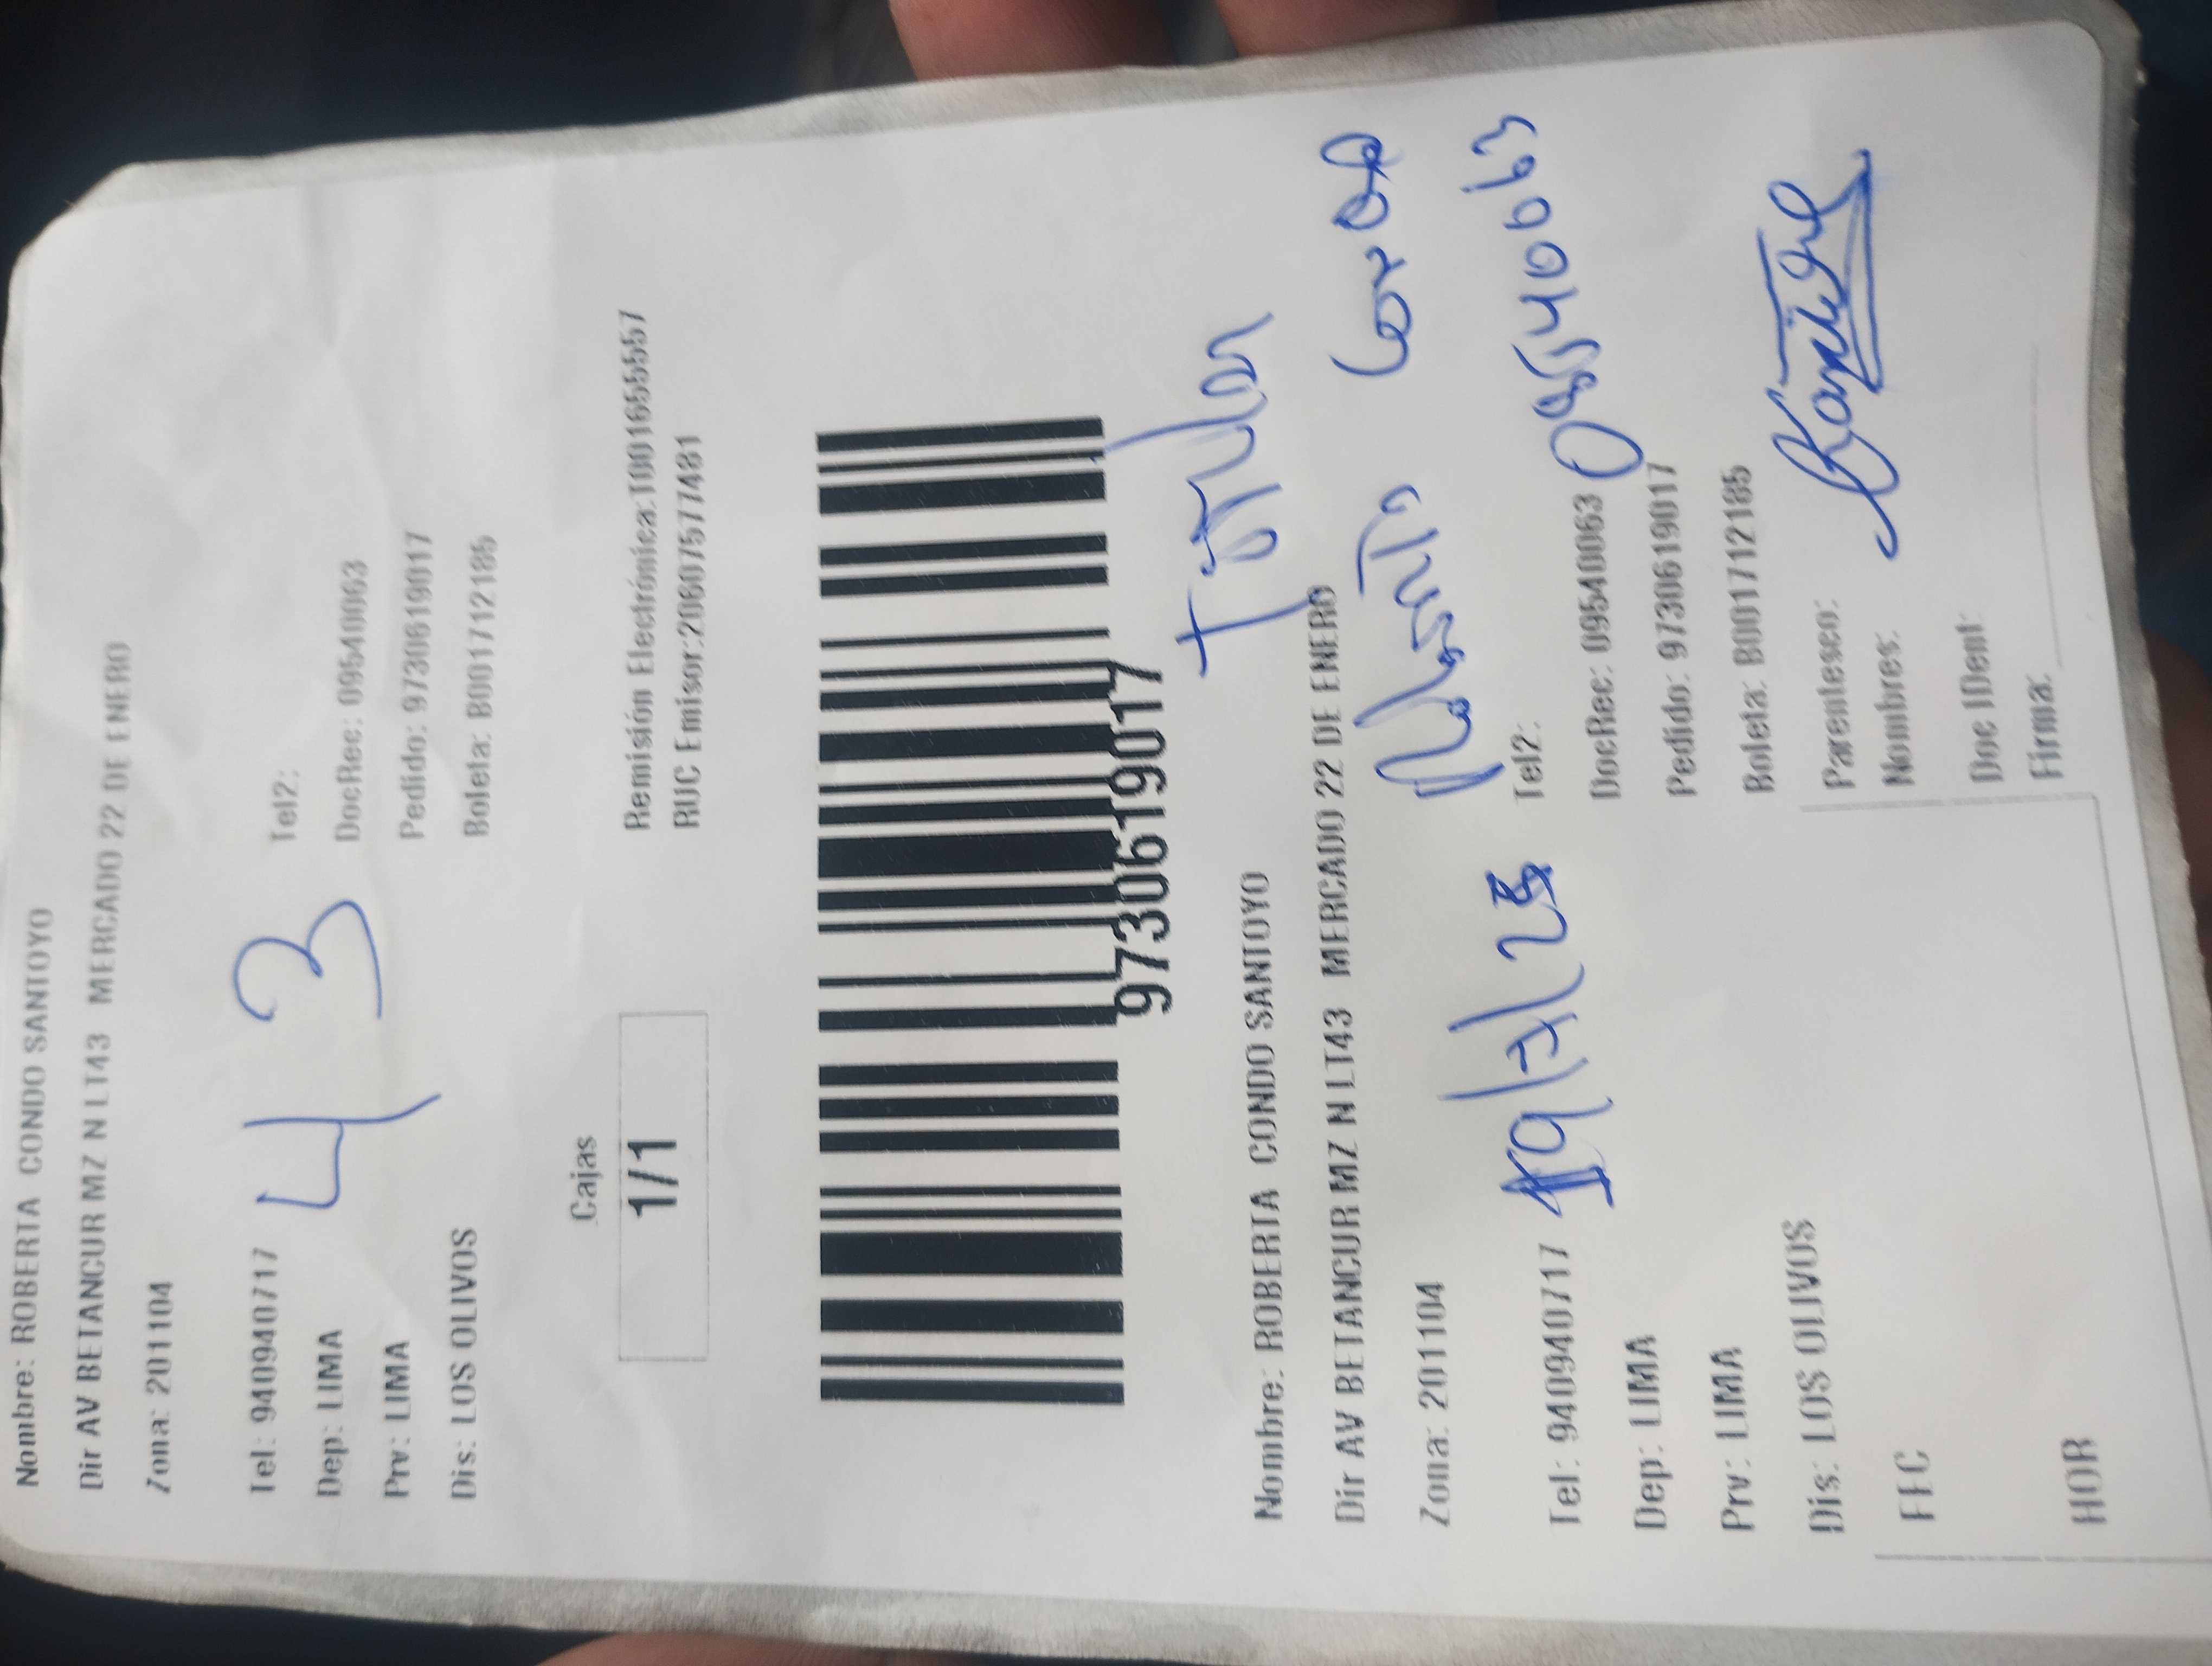 Nombre: ROBERTA CONDO SANTOYO
Dir AV BETANCUR MZ N LT43 MERCADO 22 DE ENERO
Zona: 201104
Tel: 940940717 Tel2:
43
Dep: LIMA DocRec: 09540063
Prv: LIMA Pedido: 9730619017
Dis: LOS OLIVOS Boleta: B001712185
Cajas
1/1
Remisión Electrónica:T001655557
RUC Emisor:20607577481
9730619017
Titular
Nombre: ROBERTA CONDO SANTOYO
Dir AV BETANCUR MZ N LT43 MERCADO 22 DE ENERO
Zona: 201104
Tel: 940940717 Tel2:
Dep: LIMA DocRec: 09540063
09540063
Prv: LIMA Pedido: 9730619017
Dis: LOS OLIVOS Boleta: B001712185
FEC Parentesco:
Nombres:
HOR Doc IDent:
Firma: